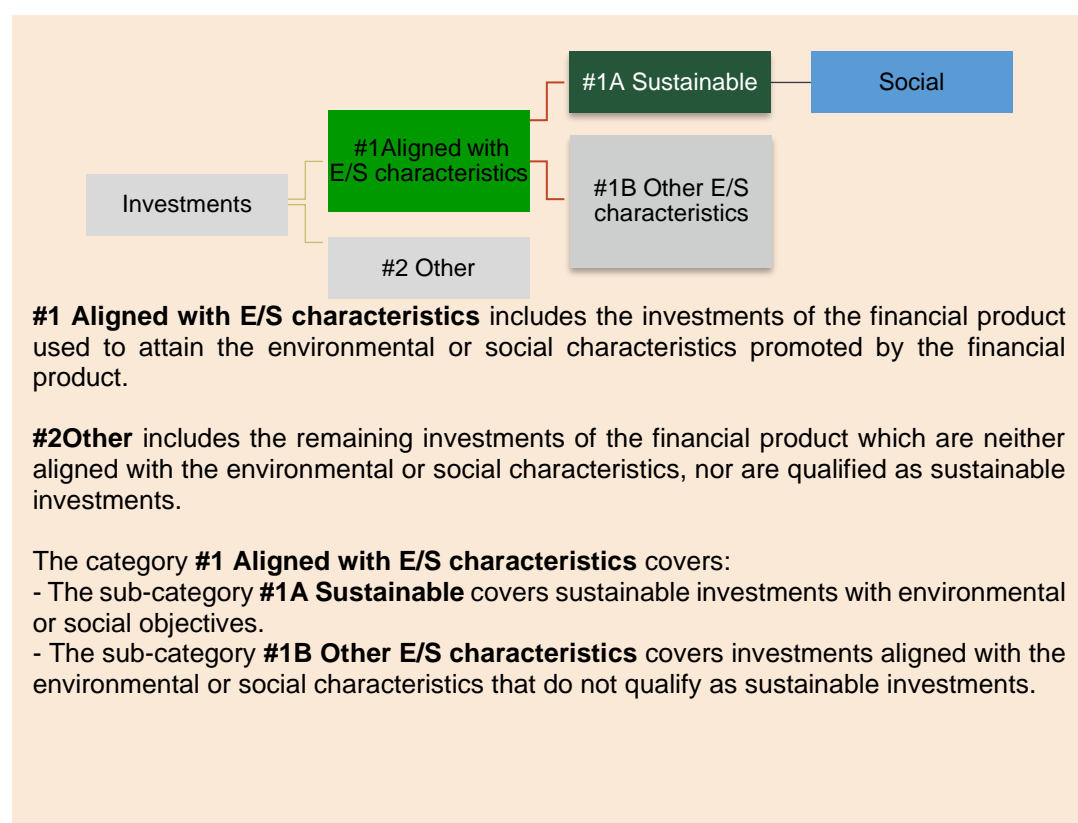 #1A Sustainable
Social
#1Aligned with
E/S characteristics
#1B Other E/S
characteristics
Investments
#2 Other
#1 Aligned with E/S characteristics includes the investments of the financial product
used to attain the environmental or social characteristics promoted by the financial
product.
#2Other includes the remaining investments of the financial product which are neither
aligned with the environmental or social characteristics, nor are qualified as sustainable
investments.
The category #1 Aligned with E/S characteristics covers:
- The sub-category #1A Sustainable covers sustainable investments with environmental
or social objectives.
- The sub-category #1B Other E/S characteristics covers investments aligned with the
environmental or social characteristics that do not qualify as sustainable investments.